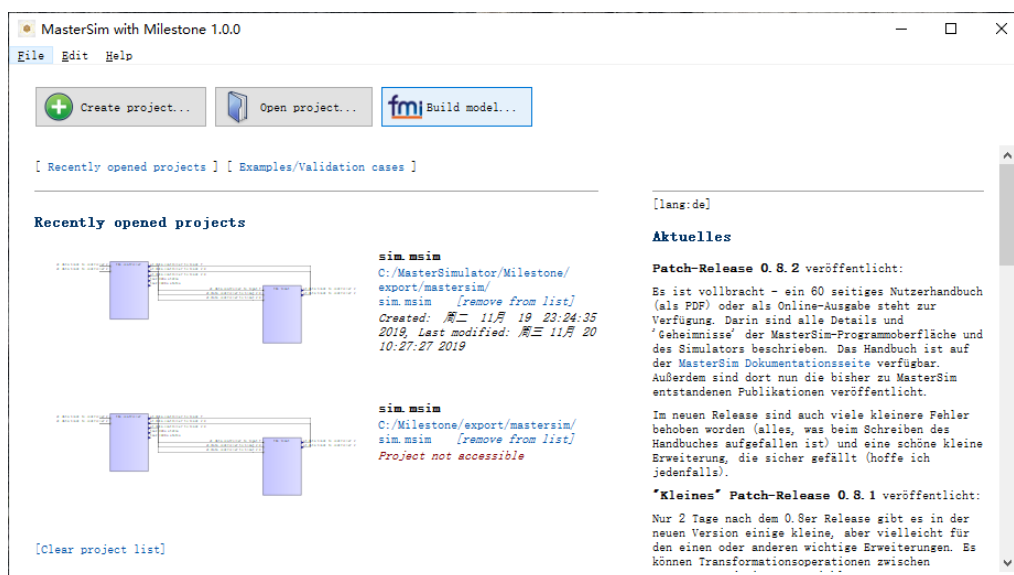 MasterSim with Milestone 1.0.0
File Edit Help
Create project...
Open project...
fmi Build model...
[ Recently opened projects ] [ Examples/Validation cases ]
Recently opened projects
sim.msim
C:/MasterSimulator/Milestone/
export/mastersim/
sim.msim [remove from list]
Created: 周二 11月 19 23:24:35
2019, Last modified: 周三 11月 20
10:27:27 2019
sim.msim
C:/Milestone/export/mastersim/
sim.msim [remove from list]
Project not accessible
[Clear project list]
[lang:de]
Aktuelles
Patch-Release 0.8.2 veröffentlicht:
Es ist vollbracht - ein 60 seitiges Nutzerhandbuch
(als PDF) oder als Online-Ausgabe steht zur
Verfügung. Darin sind alle Details und
'Geheimnisse' der MasterSim-Programmoberfläche und
des Simulators beschrieben. Das Handbuch ist auf
der MasterSim Dokumentationsseite verfügbar.
Außerdem sind dort nun die bisher zu MasterSim
entstandenen Publikationen veröffentlicht.
Im neuen Release sind auch viele kleinere Fehler
behoben worden (alles, was beim Schreiben des
Handbuches aufgefallen ist) und eine schöne kleine
Erweiterung, die sicher gefällt (hoffe ich
jedenfalls).
"Kleines" Patch-Release 0.8.1 veröffentlicht:
Nur 2 Tage nach dem 0.8er Release gibt es in der
neuen Version einige kleine, aber vielleicht für
den einen oder anderen wichtige Erweiterungen. Es
können Transformationsoperationen zwischen